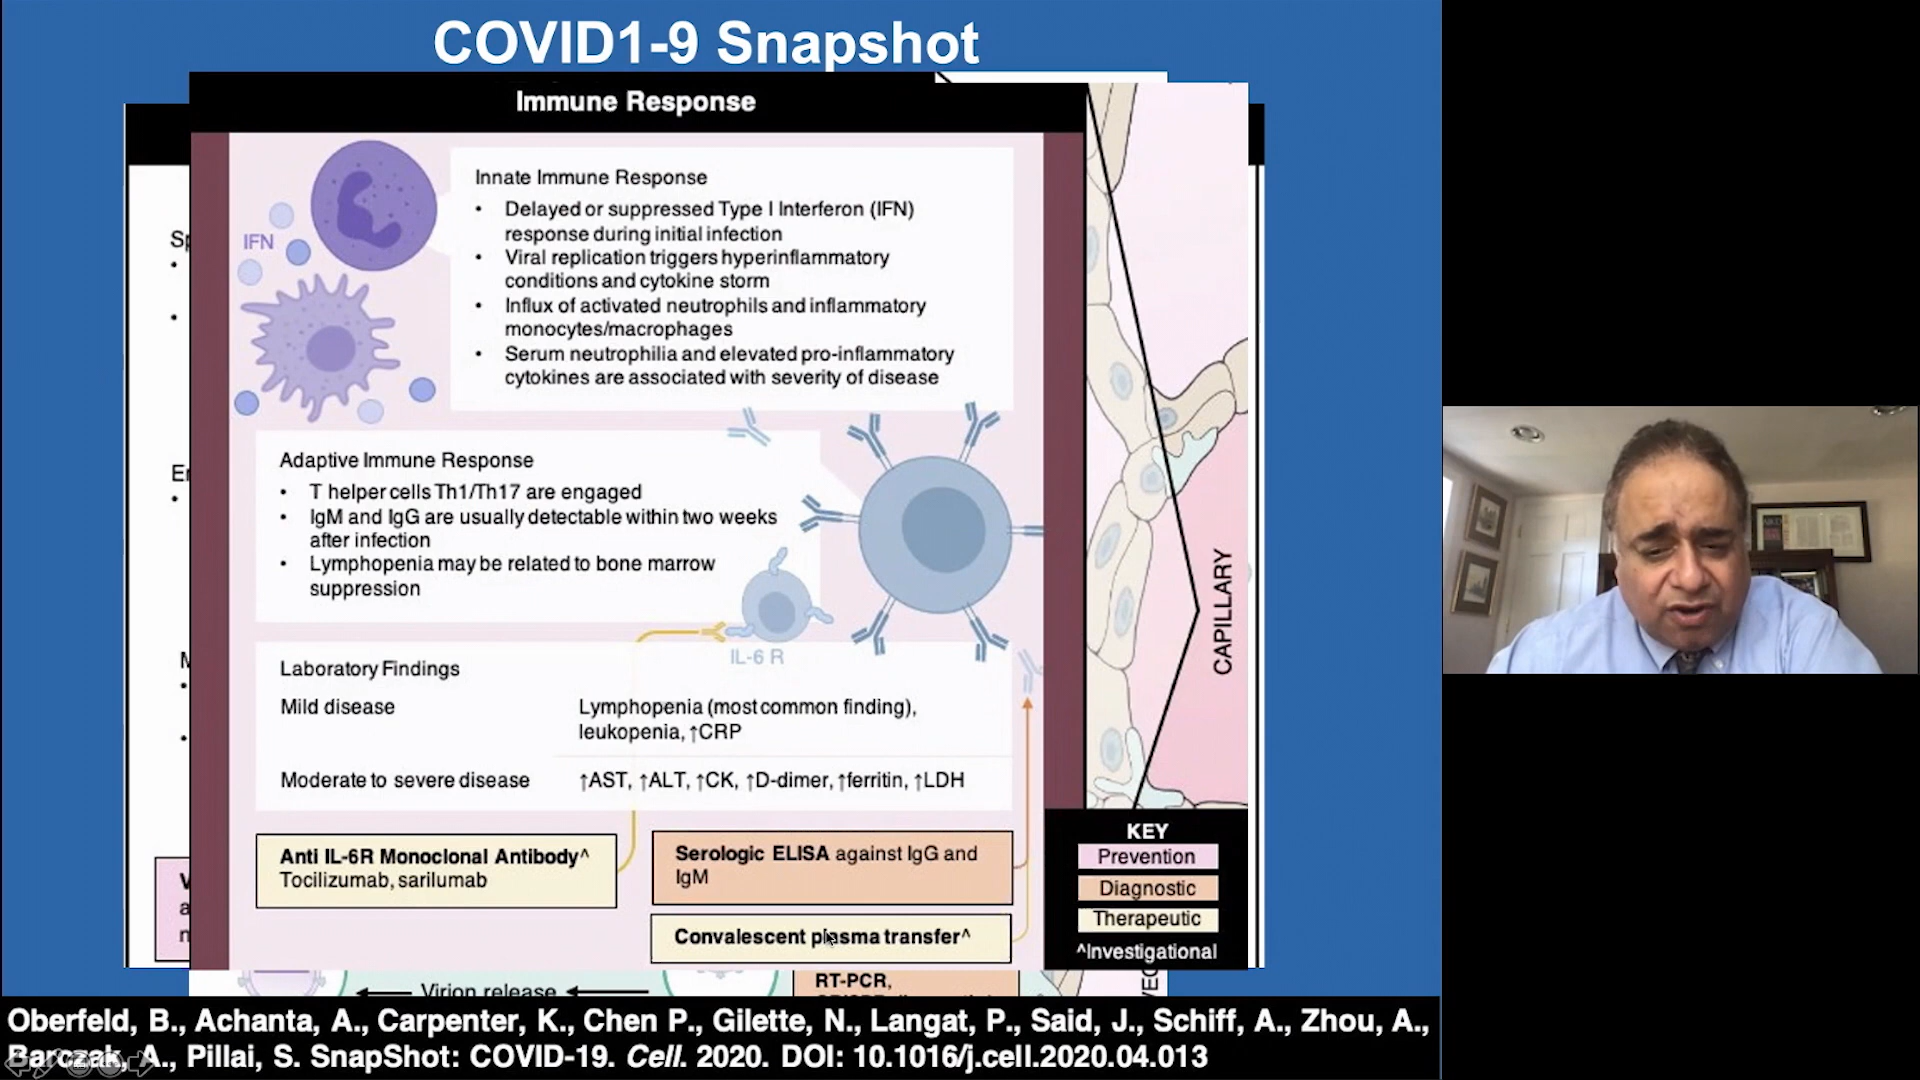 COVID1-9 Snapshot
Immune Response
IFN
Innate Immune Response
• Delayed or suppressed Type I Interferon (IFN)
response during initial infection
• Viral replication triggers hyperinflammatory
conditions and cytokine storm
• Influx of activated neutrophils and inflammatory
monocytes/macrophages
• Serum neutrophilia and elevated pro-inflammatory
cytokines are associated with severity of disease
Adaptive Immune Response
• T helper cells Th1/Th17 are engaged
• IgM and IgG are usually detectable within two weeks
after infection
• Lymphopenia may be related to bone marrow
suppression
IL-6 R
Laboratory Findings
Mild disease
Lymphopenia (most common finding),
leukopenia, ↑CRP
Moderate to severe disease
↑AST, ↑ALT, ↑CK, ↑D-dimer, ↑ferritin, ↑LDH
Anti IL-6R Monoclonal Antibody^
Tocilizumab, sarilumab
Serologic ELISA against IgG and
IgM
Convalescent plasma transfer^
CAPILLARY
KEY
Prevention
Diagnostic
Therapeutic
^Investigational
Virion release
RT-PCR,
Oberfeld, B., Achanta, A., Carpenter, K., Chen P., Gilette, N., Langat, P., Said, J., Schiff, A., Zhou, A.,
Barczak, A., Pillai, S. SnapShot: COVID-19. Cell. 2020. DOI: 10.1016/j.cell.2020.04.013